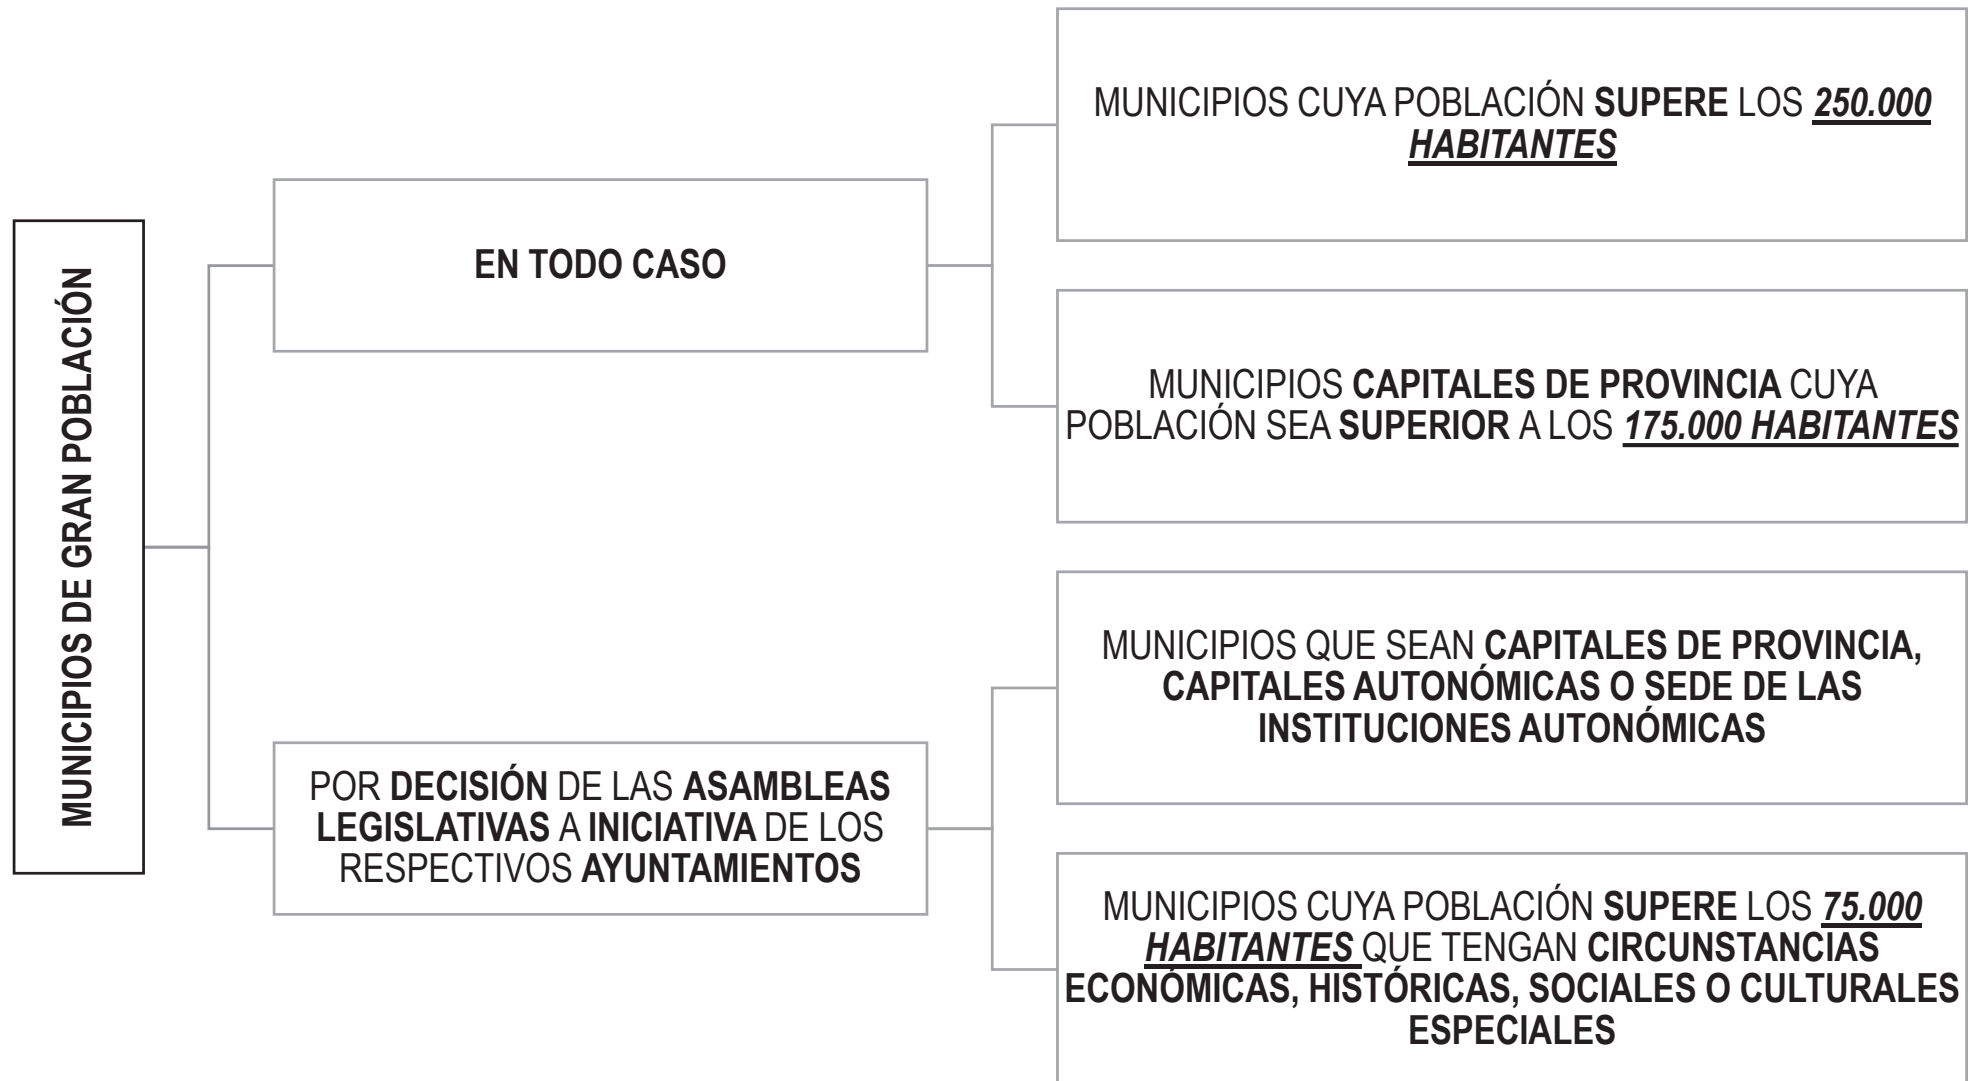 MUNICIPIOS DE GRAN POBLACIÓN
EN TODO CASO
MUNICIPIOS CUYA POBLACIÓN SUPERE LOS 250.000
HABITANTES
MUNICIPIOS CAPITALES DE PROVINCIA CUYA
POBLACIÓN SEA SUPERIOR A LOS 175.000 HABITANTES
POR DECISIÓN DE LAS ASAMBLEAS
LEGISLATIVAS A INICIATIVA DE LOS
RESPECTIVOS AYUNTAMIENTOS
MUNICIPIOS QUE SEAN CAPITALES DE PROVINCIA,
CAPITALES AUTONÓMICAS O SEDE DE LAS
INSTITUCIONES AUTONÓMICAS
MUNICIPIOS CUYA POBLACIÓN SUPERE LOS 75.000
HABITANTES QUE TENGAN CIRCUNSTANCIAS
ECONÓMICAS, HISTÓRICAS, SOCIALES O CULTURALES
ESPECIALES